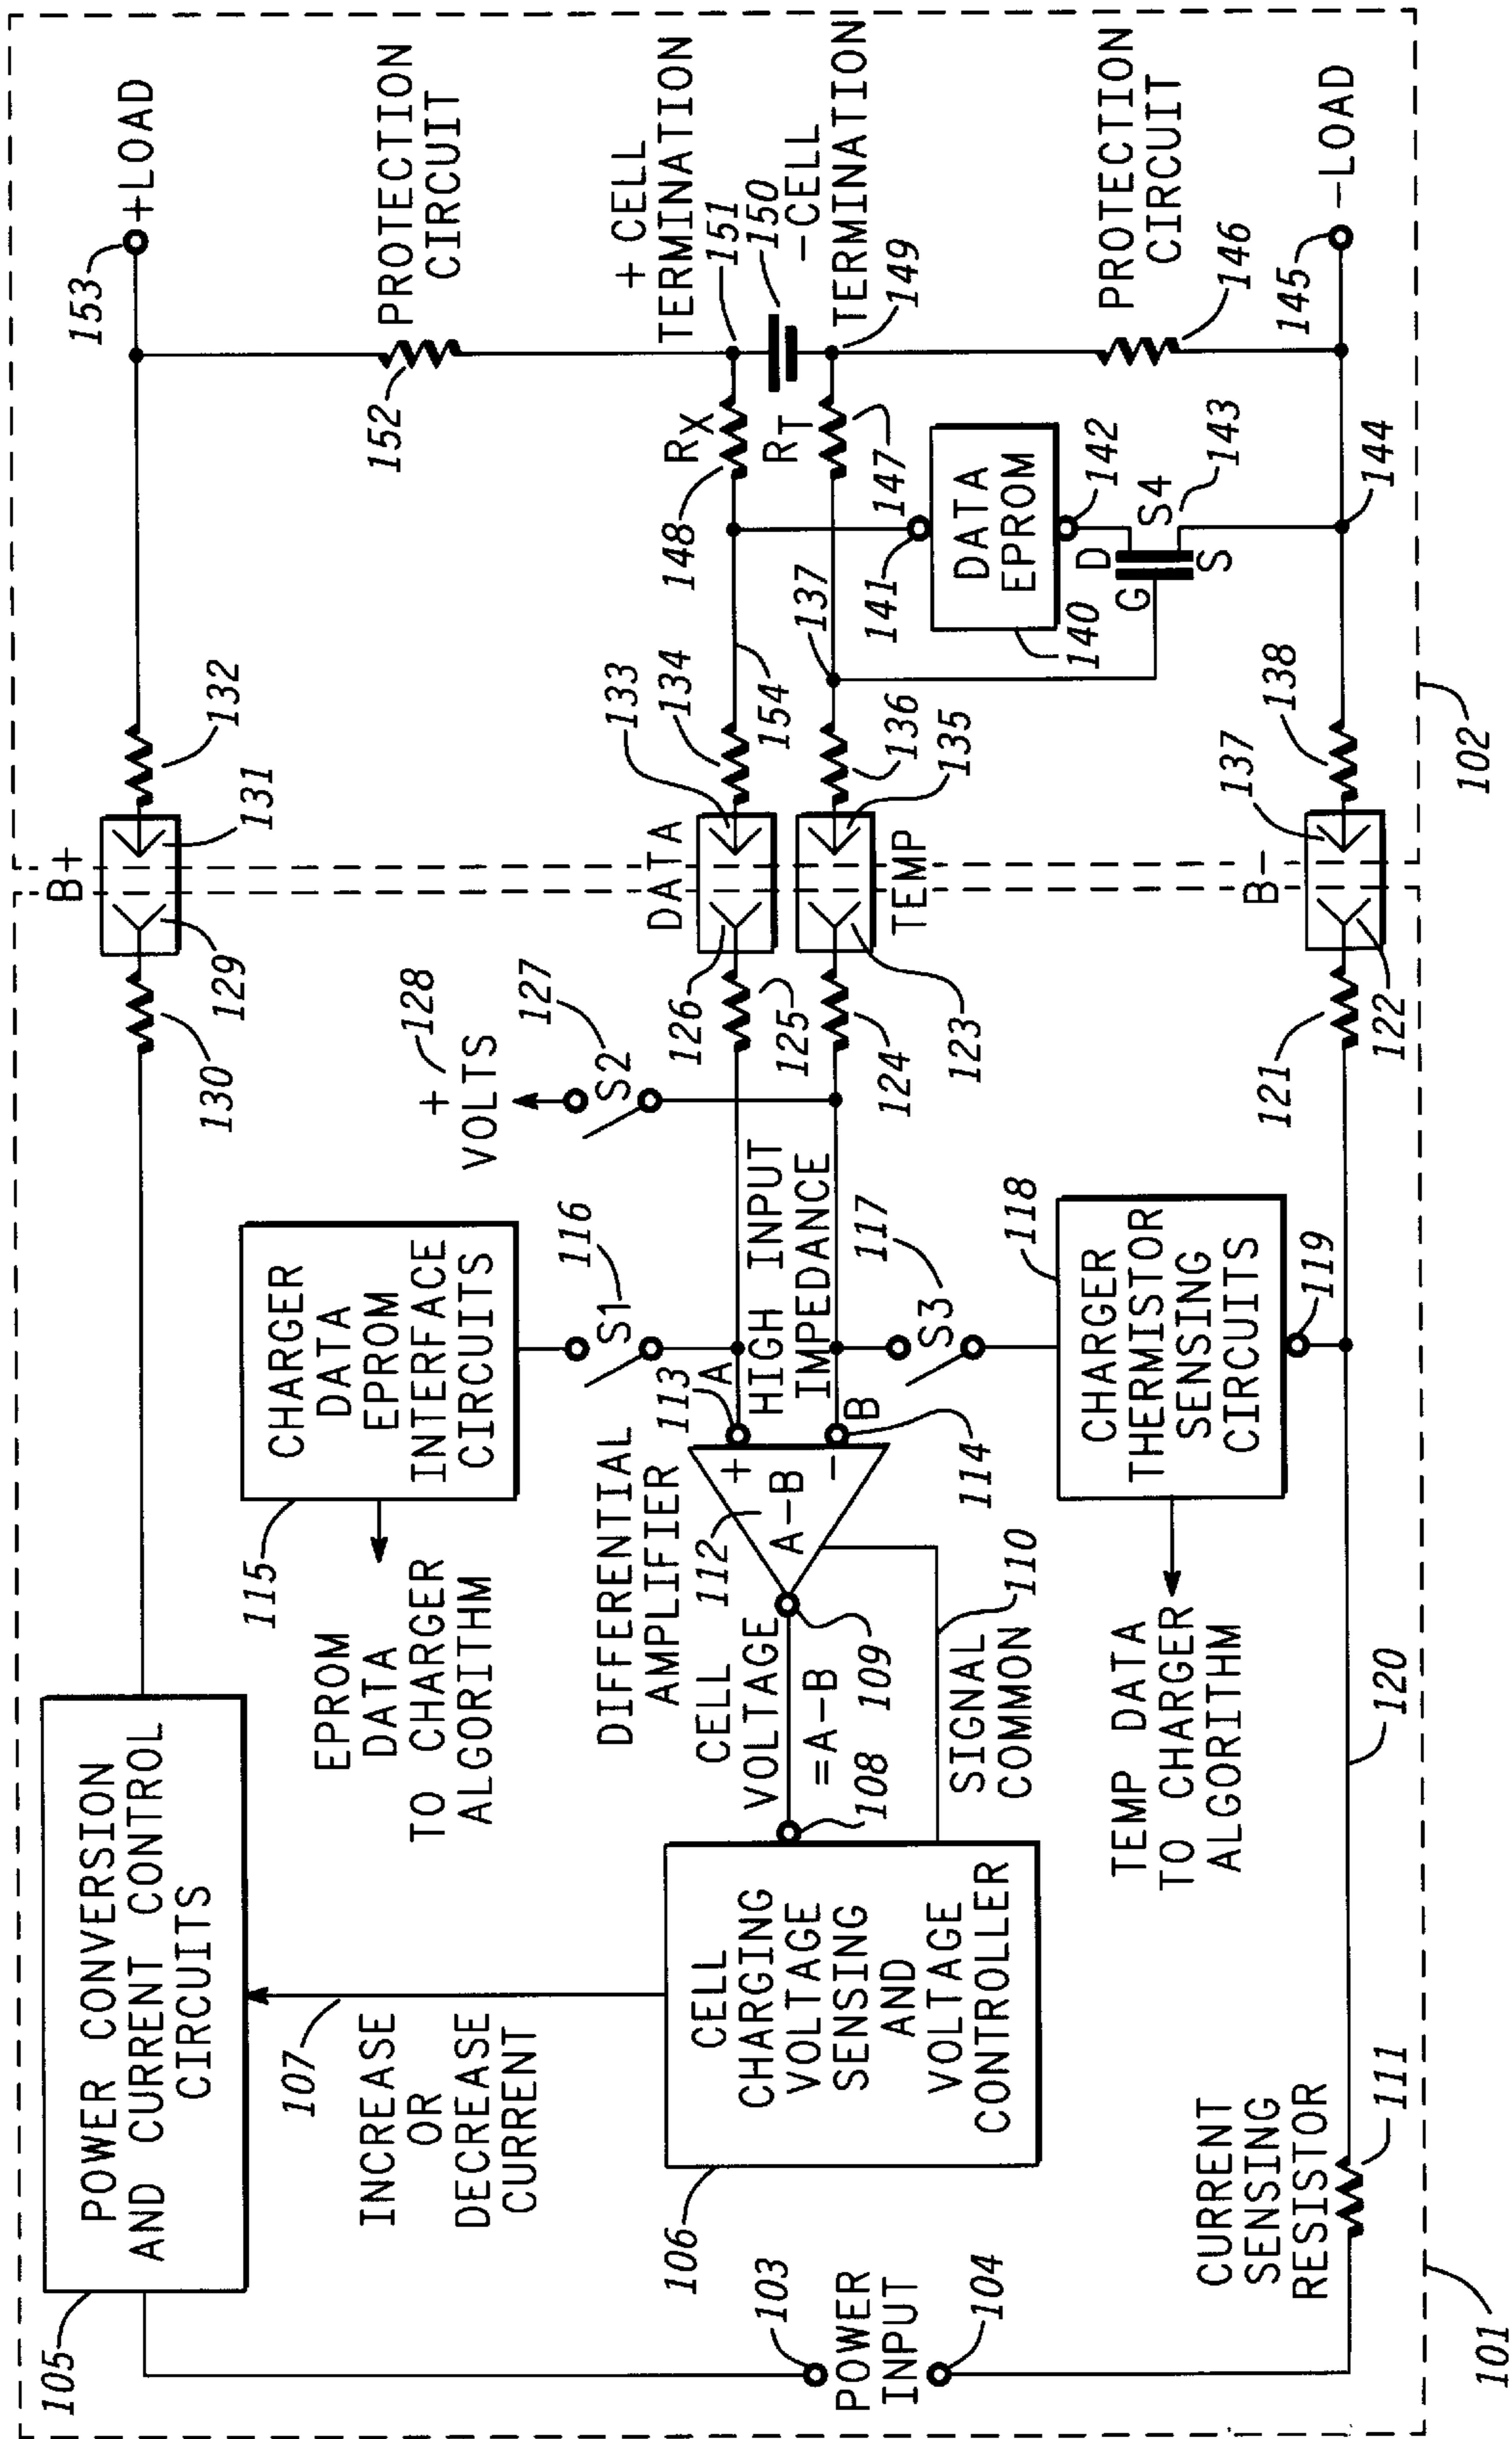 101
102
POWER CONVERSION
AND CURRENT CONTROL
CIRCUITS
105
130
129
B+
131
132
153
+LOAD
107
INCREASE
OR
DECREASE
CURRENT
EPROM
DATA
TO CHARGER
ALGORITHM
115
CHARGER
DATA
EPROM
INTERFACE
CIRCUITS
116
S1
+
128
VOLTS
127
S2
152
PROTECTION
CIRCUIT
DIFFERENTIAL
AMPLIFIER
112
113
A
+
A-B
-
B
114
HIGH INPUT
IMPEDANCE
126
125
DATA
133
134
154
148
RX
+ CELL
TERMINATION
151
150
-CELL
TERMINATION
149
RT
147
CELL
CHARGING
VOLTAGE
SENSING
AND
VOLTAGE
CONTROLLER
106
CELL
VOLTAGE
=A-B
108
109
SIGNAL
COMMON
110
117
S3
124
123
TEMP
135
136
137
141
DATA
EPROM
140
142
D
G
S
S4
143
103
POWER
INPUT
104
TEMP DATA
TO CHARGER
ALGORITHM
118
CHARGER
THERMISTOR
SENSING
CIRCUITS
119
PROTECTION
CIRCUIT
146
CURRENT
SENSING
RESISTOR
111
120
121
122
B-
137
138
144
145
-LOAD